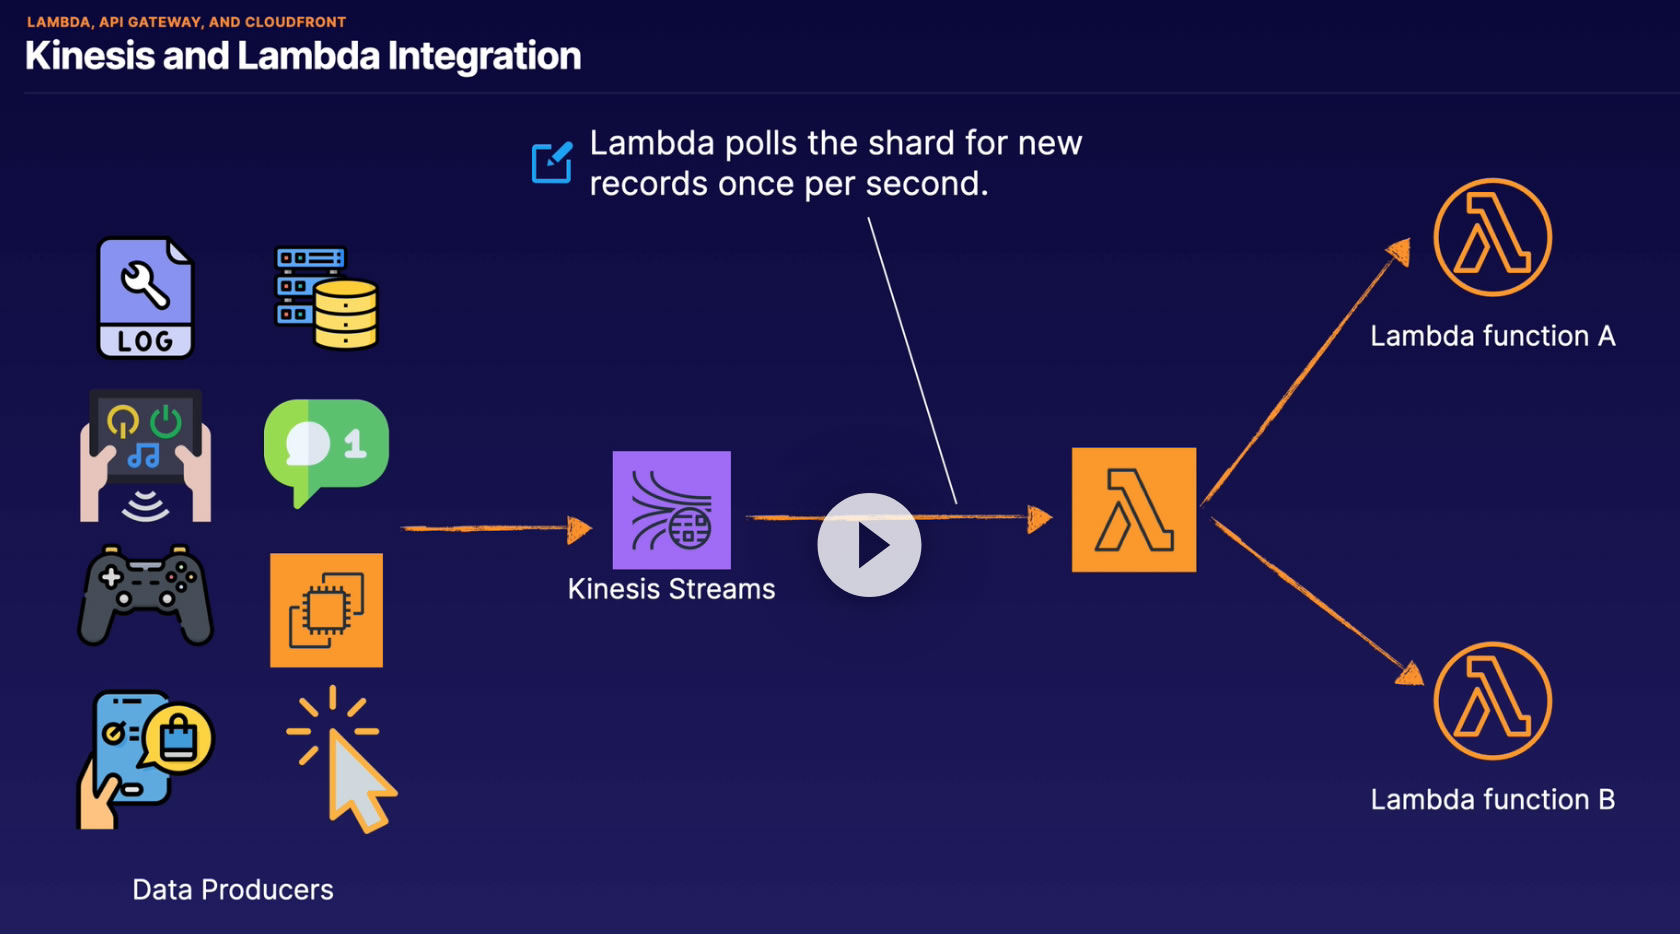 LAMBDA, API GATEWAY, AND CLOUDFRONT
Kinesis and Lambda Integration
Lambda polls the shard for new
records once per second.
LOG
1
Kinesis Streams
Lambda function A
Lambda function B
Data Producers